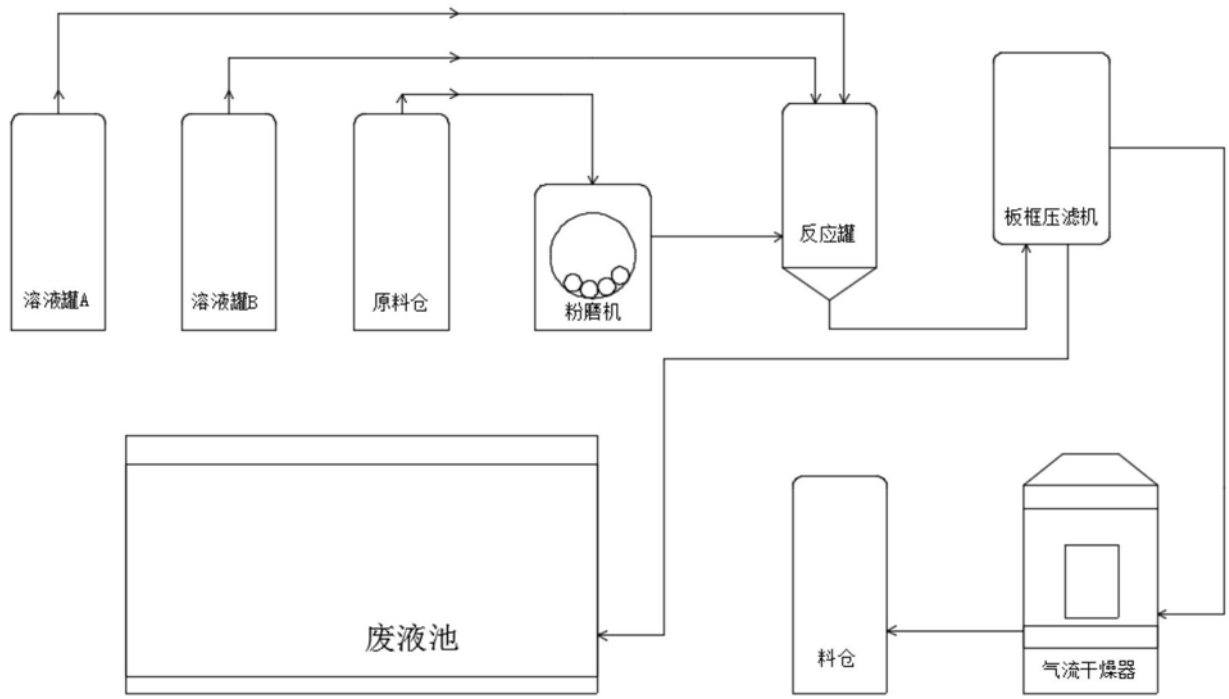 溶液罐A
溶液罐B
原料仓
粉磨机
反应罐
板框压滤机
废液池
料仓
气流干燥器